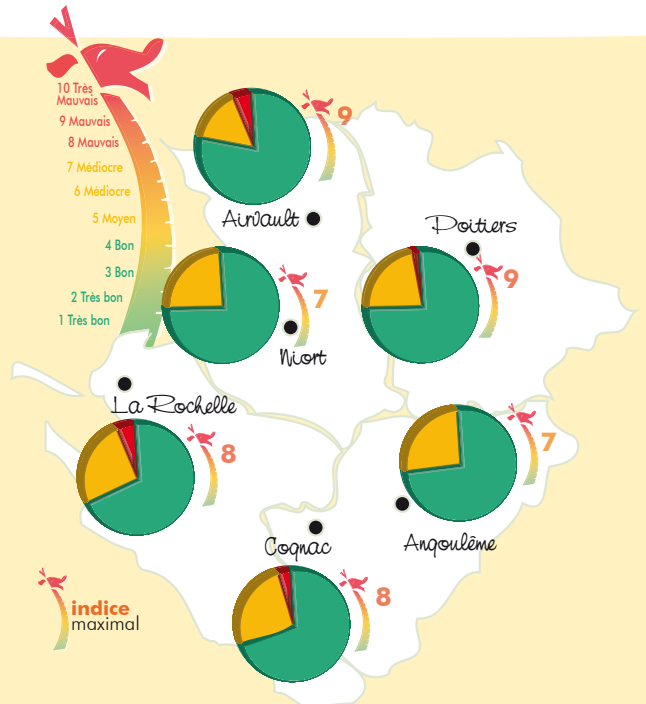 10 Très
Mauvais
9 Mauvais
8 Mauvais
7 Médiocre
6 Médiocre
5 Moyen
4 Bon
3 Bon
2 Très bon
1 Très bon
9
Airvault
Poitiers
9
7
Niort
La Rochelle
8
7
Angoulême
Cognac
8
indice
maximal